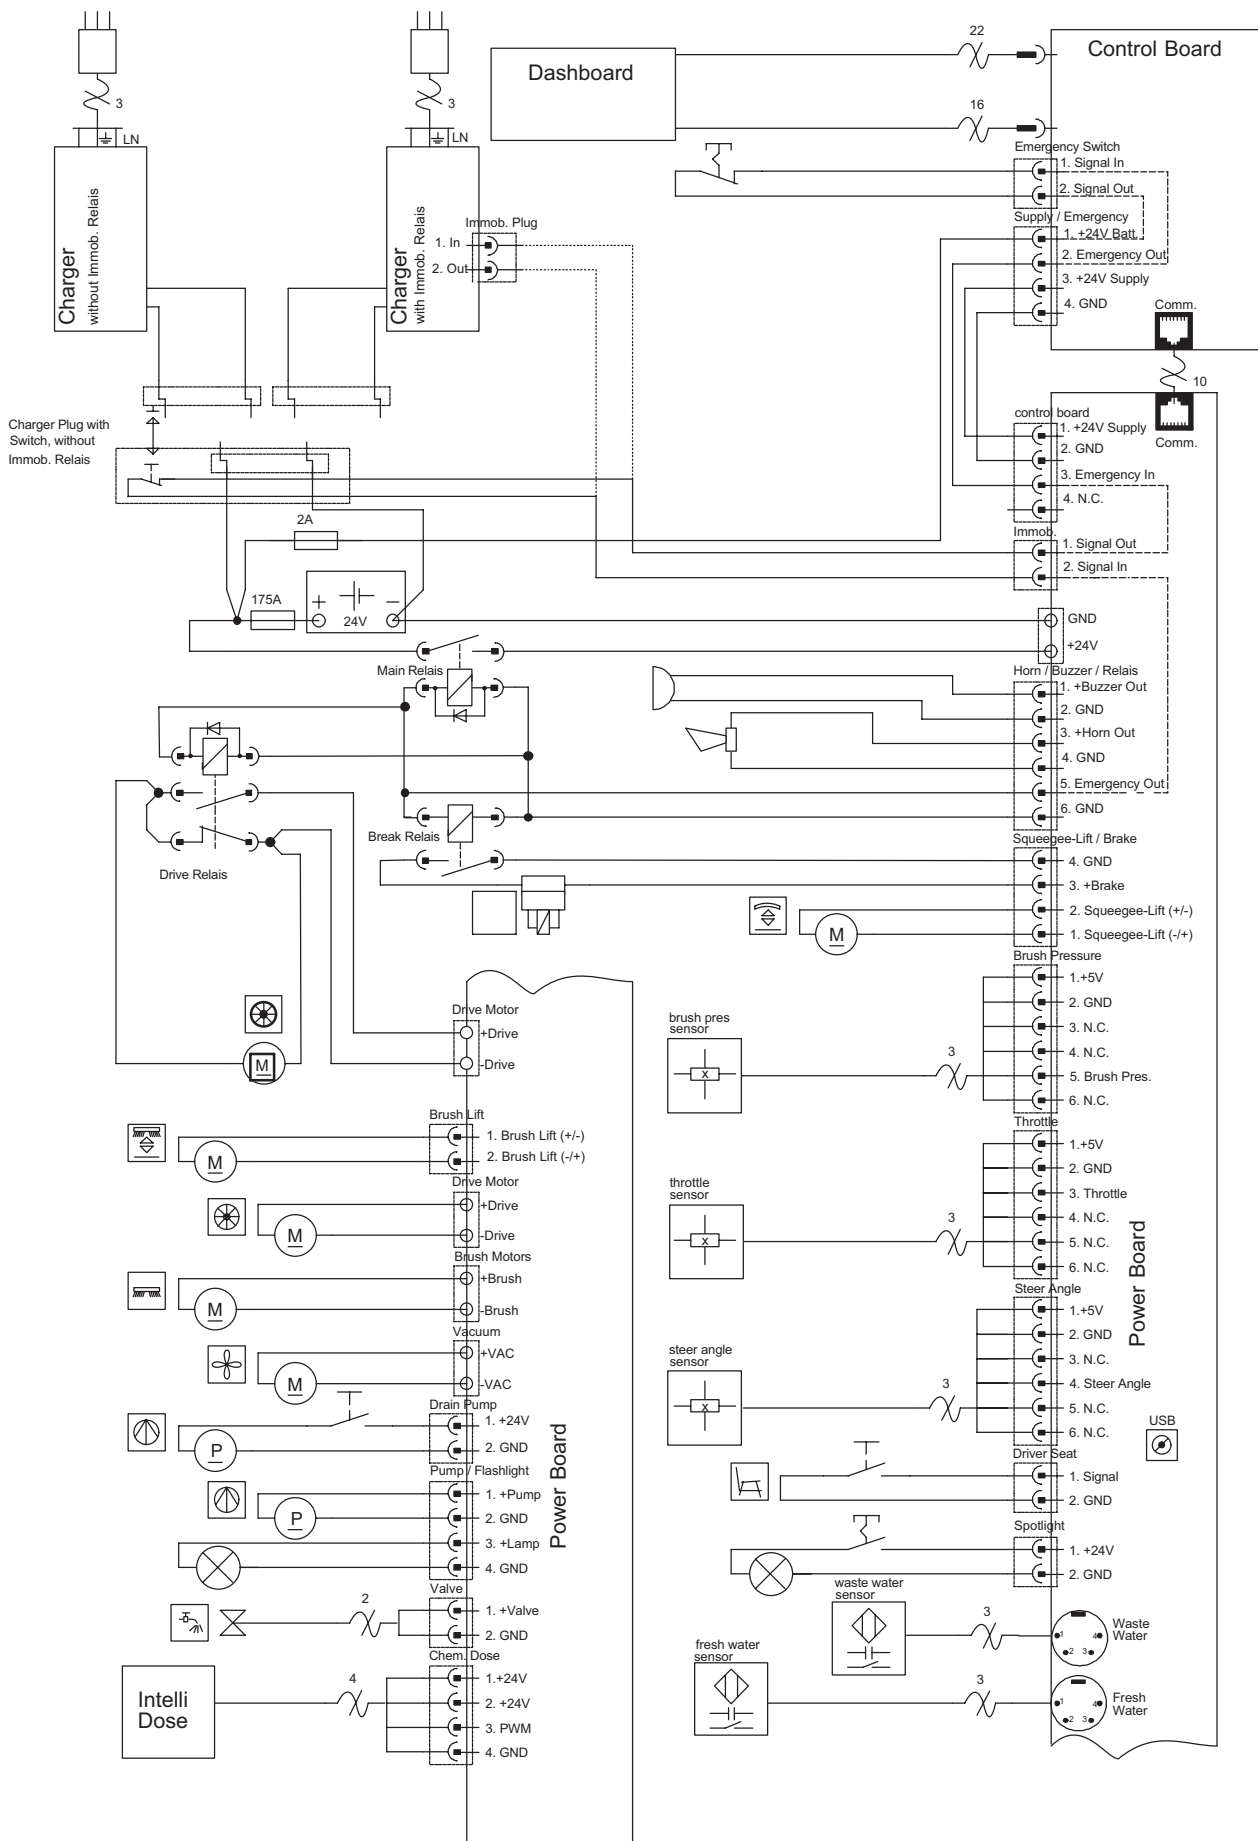 22
Control Board
Dashboard
3
3
16
LN
LN
Emergency Switch
1. Signal In
2. Signal Out
Charger
without Immob. Relais
Charger
with Immob. Relais
Immob. Plug
1. In
2. Out
Supply / Emergency
1. +24V Batt.
2. Emergency Out
3. +24V Supply
4. GND
Comm.
10
Comm.
Charger Plug with
Switch, without
Immob. Relais
control board
1. +24V Supply
2. GND
3. Emergency In
4. N.C.
2A
Immob.
1. Signal Out
2. Signal In
175A
+
−
24V
GND
+24V
Main Relais
Horn / Buzzer / Relais
1. +Buzzer Out
2. GND
3. +Horn Out
4. GND
5. Emergency Out
6. GND
Break Relais
Drive Relais
Squeegee-Lift / Brake
4. GND
3. +Brake
2. Squeegee-Lift (+/-)
1. Squeegee-Lift (-/+)
M
Brush Pressure
1.+5V
2. GND
3. N.C.
4. N.C.
5. Brush Pres.
6. N.C.
brush pres
sensor
x
3
Drive Motor
+Drive
-Drive
M
Brush Lift
1. Brush Lift (+/-)
2. Brush Lift (-/+)
M
Throttle
1.+5V
2. GND
3. Throttle
4. N.C.
5. N.C.
6. N.C.
throttle
sensor
x
3
Drive Motor
+Drive
-Drive
M
Brush Motors
+Brush
-Brush
M
Power Board
Steer Angle
1.+5V
2. GND
3. N.C.
4. Steer Angle
5. N.C.
6. N.C.
steer angle
sensor
x
3
Vacuum
+VAC
-VAC
M
Drain Pump
1. +24V
2. GND
P
USB
Driver Seat
1. Signal
2. GND
Pump / Flashlight
1. +Pump
2. GND
3. +Lamp
4. GND
P
Power Board
Spotlight
1. +24V
2. GND
Valve
1. +Valve
2. GND
2
waste water
sensor
3
1
2
3
4
Waste
Water
fresh water
sensor
3
1
2
3
4
Fresh
Water
Chem. Dose
1.+24V
2. +24V
3. PWM
4. GND
4
Intelli
Dose